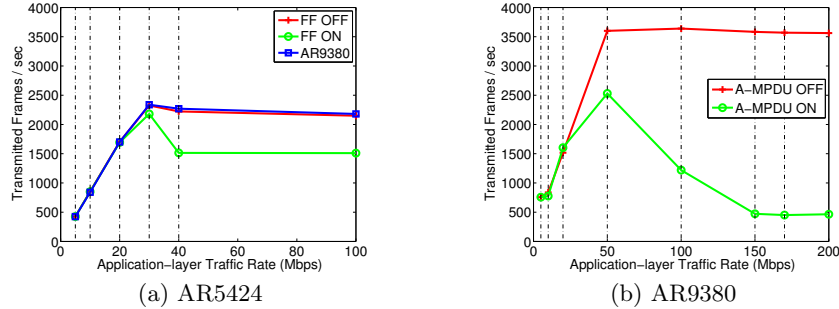 4000
3500
3000
2500
2000
1500
1000
500
0
Transmitted Frames / sec
0 20 40 60 80 100
Application-layer Traffic Rate (Mbps)
FF OFF
FF ON
AR9380
(a) AR5424
4000
3500
3000
2500
2000
1500
1000
500
0
Transmitted Frames / sec
0 50 100 150 200
Application-layer Traffic Rate (Mbps)
A-MPDU OFF
A-MPDU ON
(b) AR9380